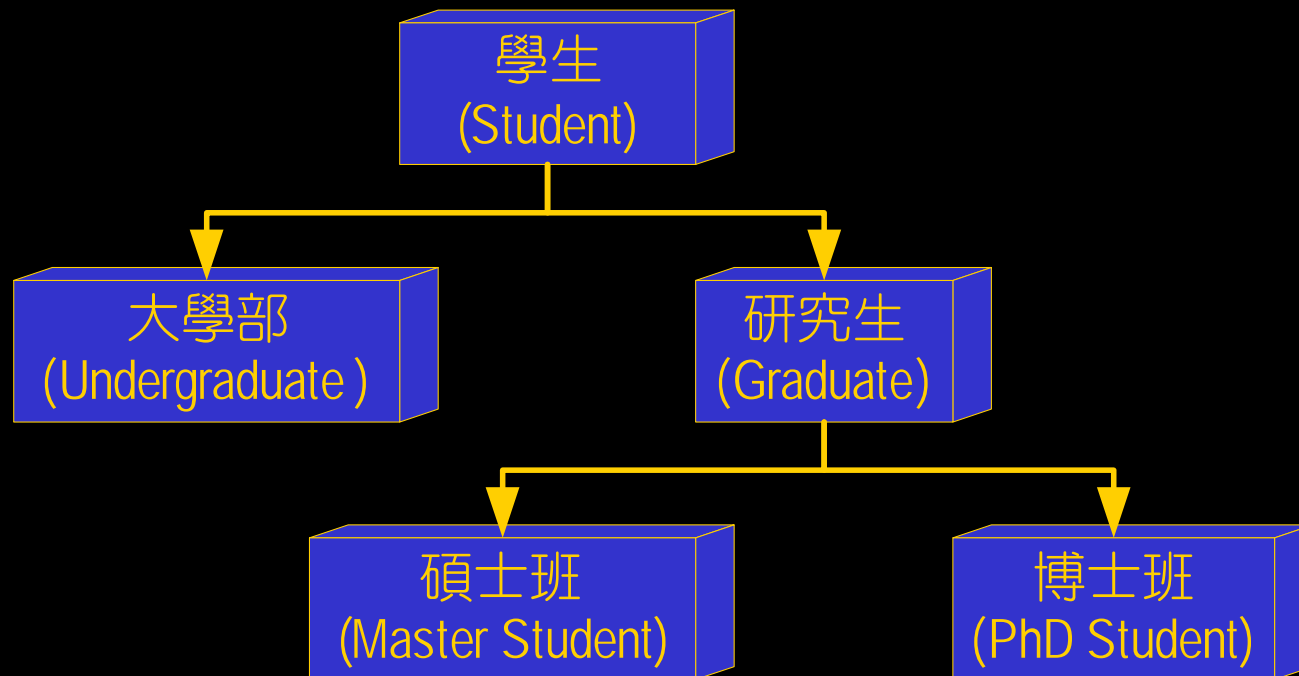 學生
(Student)
大學部
(Undergraduate )
研究生
(Graduate)
碩士班
(Master Student)
博士班
(PhD Student)